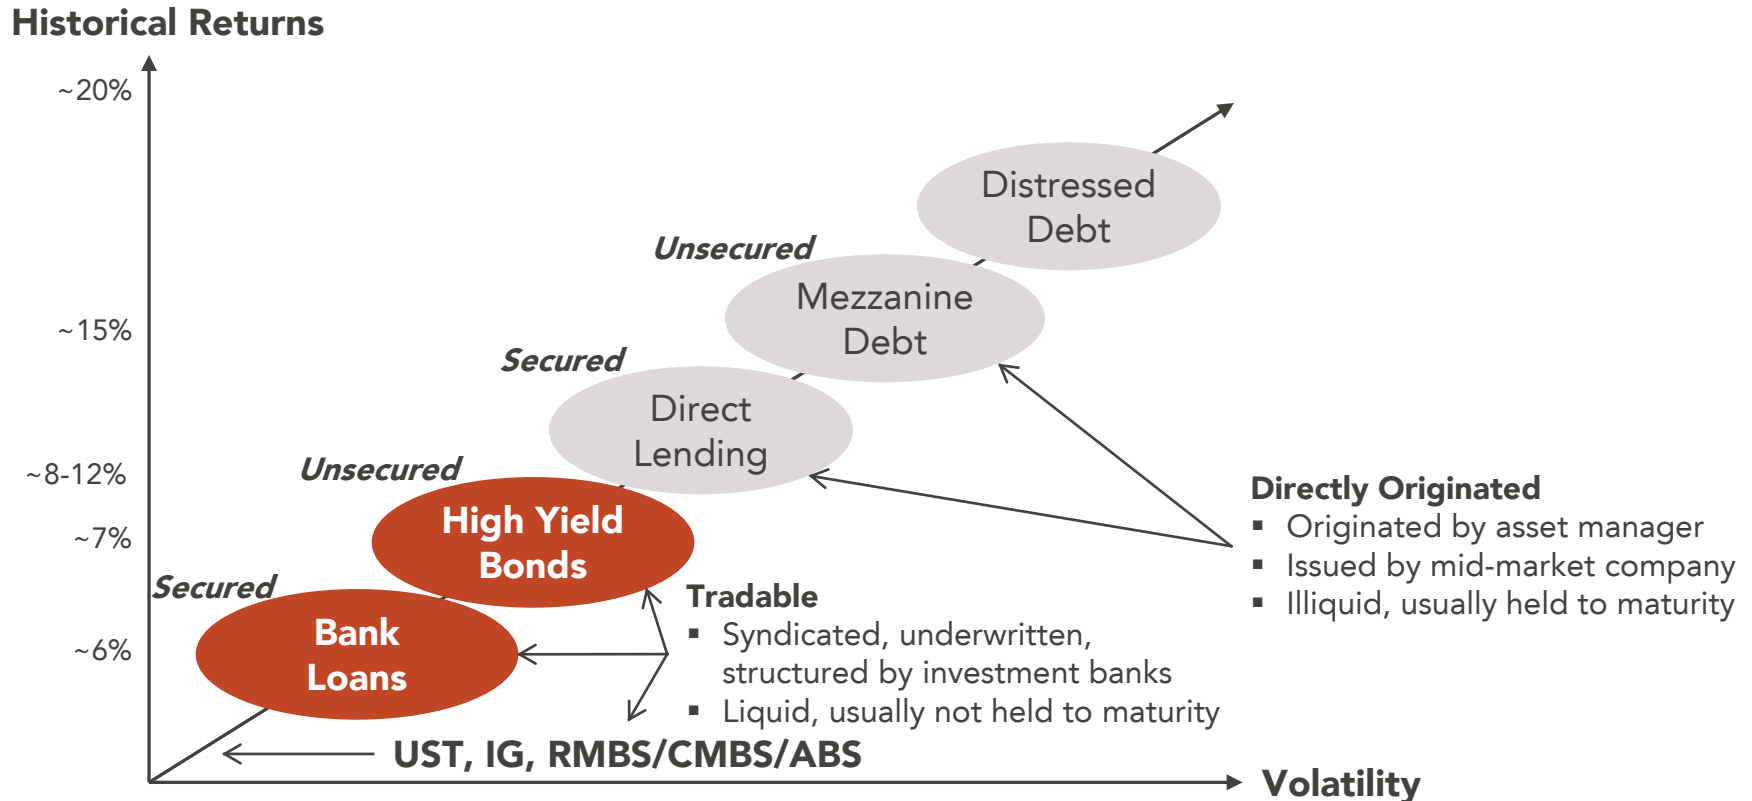 Historical Returns
~20%
Distressed
Debt
Unsecured
Mezzanine
Debt
~15%
Secured
Direct
Lending
~8-12%
Unsecured
High Yield
Bonds
~7%
Directly Originated
▪ Originated by asset manager
▪ Issued by mid-market company
▪ Illiquid, usually held to maturity
Secured
Bank
Loans
~6%
Tradable
▪ Syndicated, underwritten,
structured by investment banks
▪ Liquid, usually not held to maturity
UST, IG, RMBS/CMBS/ABS
Volatility